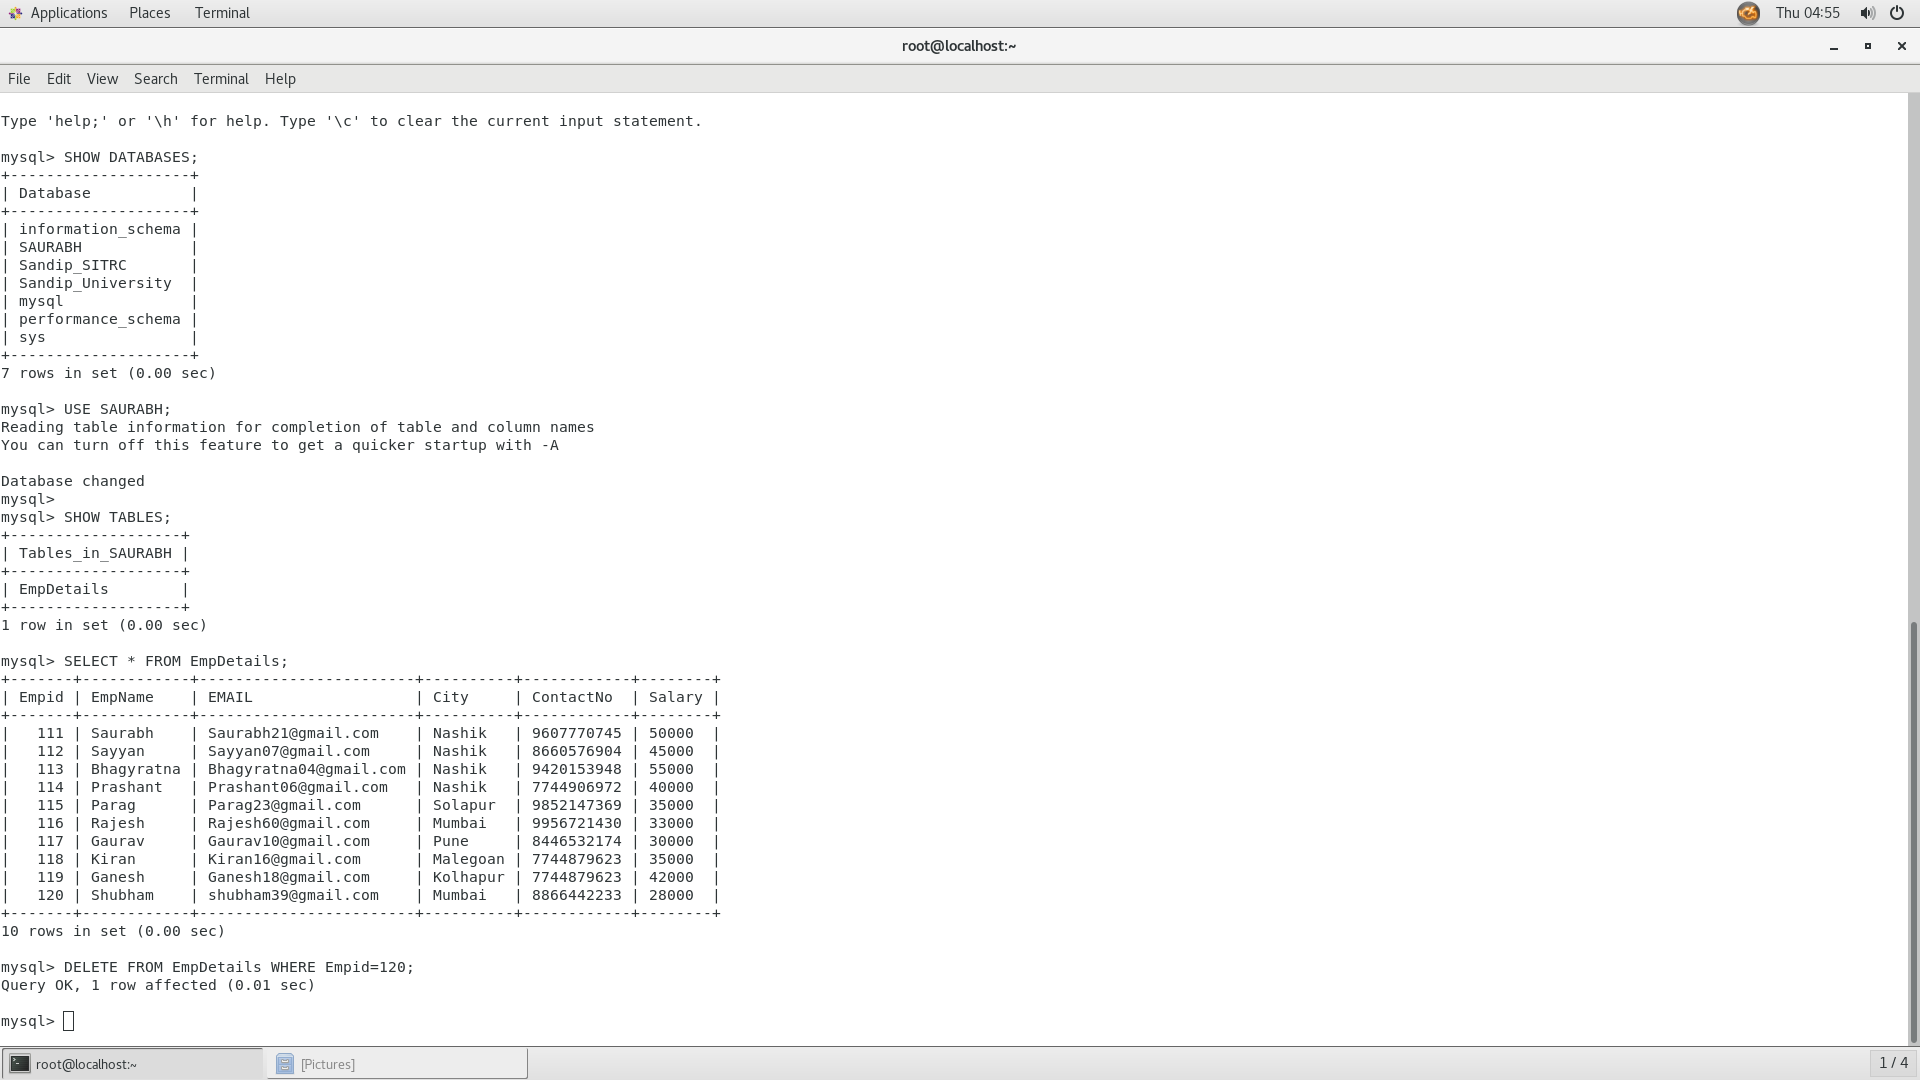 Applications Places Terminal Thu 04:55
root@localhost:~
File Edit View Search Terminal Help
Type 'help;' or '\h' for help. Type '\c' to clear the current input statement.
mysql> SHOW DATABASES;
+--------------------+
| Database           |
+--------------------+
| information_schema |
| SAURABH            |
| Sandip_SITRC       |
| Sandip_University  |
| mysql              |
| performance_schema |
| sys                |
+--------------------+
7 rows in set (0.00 sec)
mysql> USE SAURABH;
Reading table information for completion of table and column names
You can turn off this feature to get a quicker startup with -A
Database changed
mysql>
mysql> SHOW TABLES;
+-------------------+
| Tables_in_SAURABH |
+-------------------+
| EmpDetails        |
+-------------------+
1 row in set (0.00 sec)
mysql> SELECT * FROM EmpDetails;
+-------+------------+------------------------+----------+------------+--------+
| Empid | EmpName    | EMAIL                  | City     | ContactNo  | Salary |
+-------+------------+------------------------+----------+------------+--------+
|   111 | Saurabh    | Saurabh21@gmail.com    | Nashik   | 9607770745 | 50000  |
|   112 | Sayyan     | Sayyan07@gmail.com     | Nashik   | 8660576904 | 45000  |
|   113 | Bhagyratna | Bhagyratna04@gmail.com | Nashik   | 9420153948 | 55000  |
|   114 | Prashant   | Prashant06@gmail.com   | Nashik   | 7744906972 | 40000  |
|   115 | Parag      | Parag23@gmail.com      | Solapur  | 9852147369 | 35000  |
|   116 | Rajesh     | Rajesh60@gmail.com     | Mumbai   | 9956721430 | 33000  |
|   117 | Gaurav     | Gaurav10@gmail.com     | Pune     | 8446532174 | 30000  |
|   118 | Kiran      | Kiran16@gmail.com      | Malegoan | 7744879623 | 35000  |
|   119 | Ganesh     | Ganesh18@gmail.com     | Kolhapur | 7744879623 | 42000  |
|   120 | Shubham    | shubham39@gmail.com    | Mumbai   | 8866442233 | 28000  |
+-------+------------+------------------------+----------+------------+--------+
10 rows in set (0.00 sec)
mysql> DELETE FROM EmpDetails WHERE Empid=120;
Query OK, 1 row affected (0.01 sec)
mysql>
root@localhost:~ [Pictures] 1 / 4